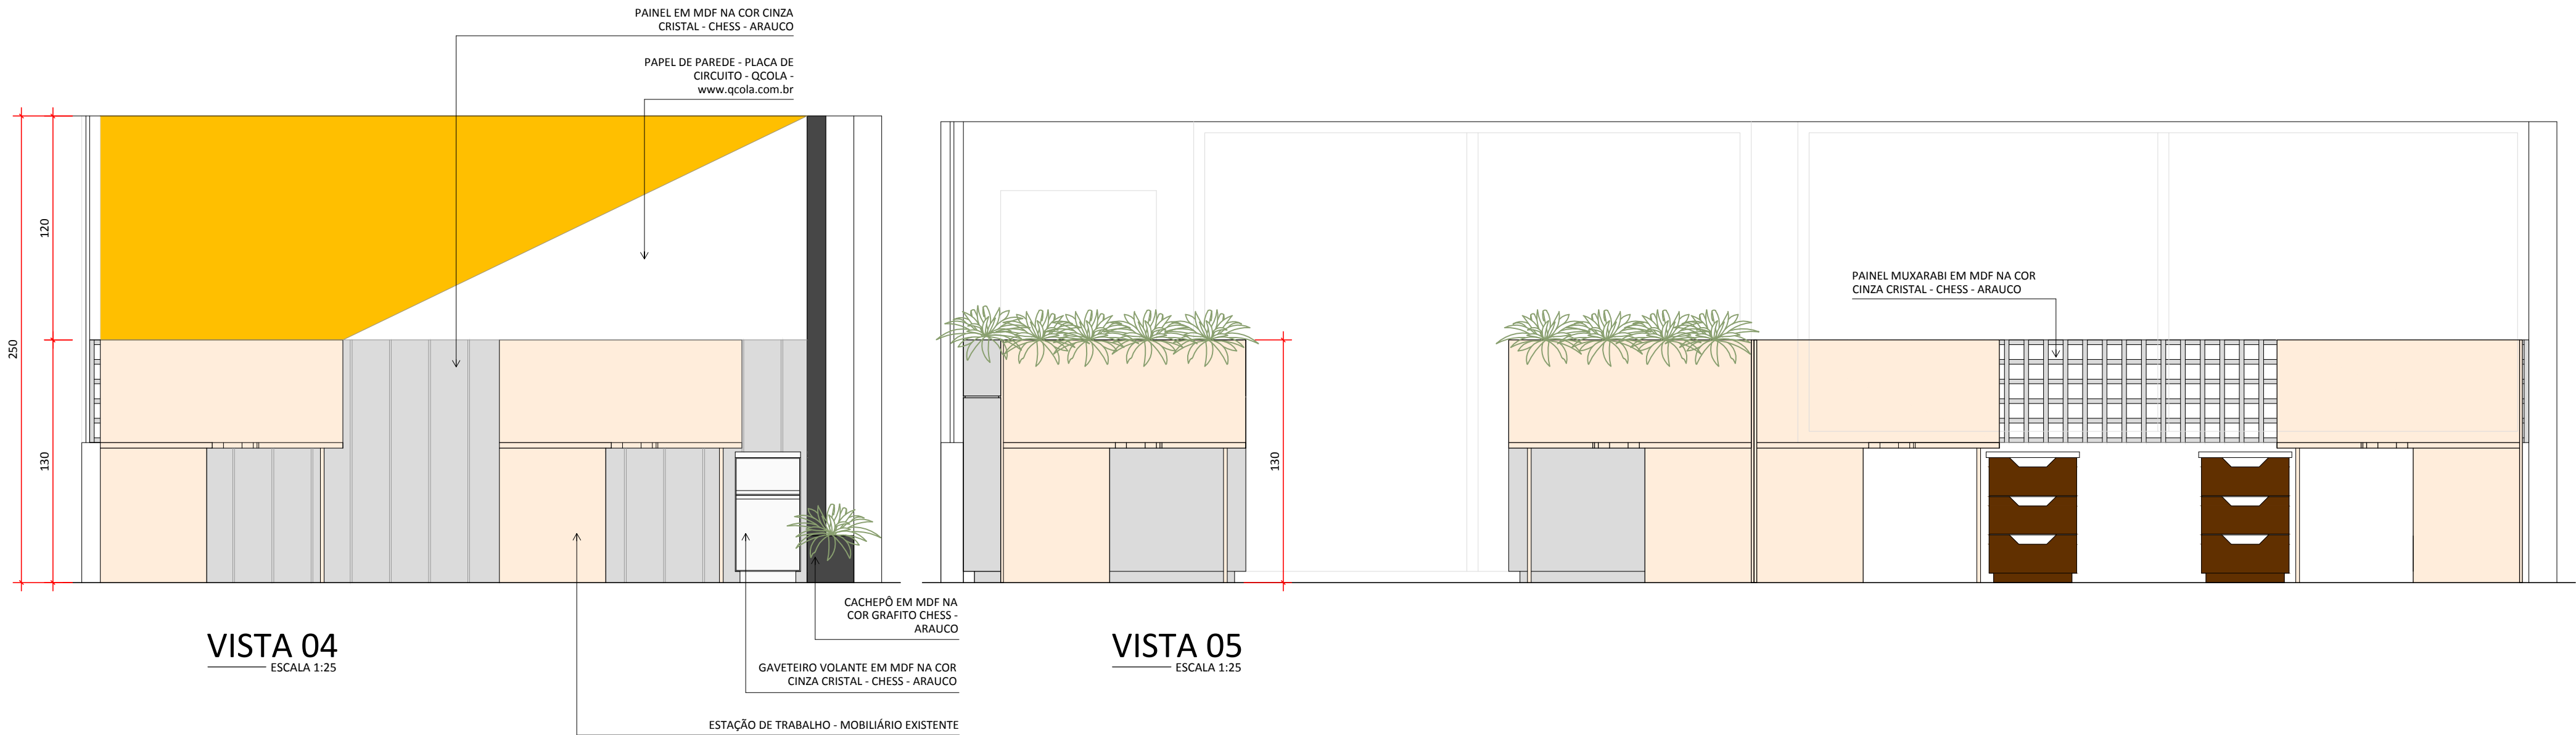 PAINEL EM MDF NA COR CINZA
CRISTAL - CHESS - ARAUCO
PAPEL DE PAREDE - PLACA DE
CIRCUITO - QCOLA -
www.qcola.com.br
250
120
130
PAINEL MUXARABI EM MDF NA COR
CINZA CRISTAL - CHESS - ARAUCO
130
CACHEPÔ EM MDF NA
COR GRAFITO CHESS -
ARAUCO
GAVETEIRO VOLANTE EM MDF NA COR
CINZA CRISTAL - CHESS - ARAUCO
ESTAÇÃO DE TRABALHO - MOBILIÁRIO EXISTENTE
VISTA 04
ESCALA 1:25
VISTA 05
ESCALA 1:25